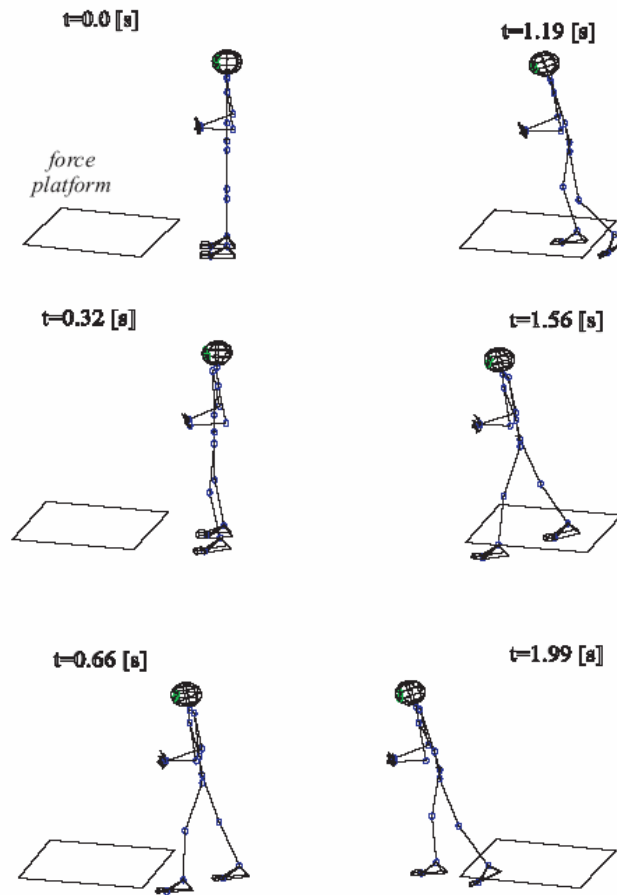 t=0.0 [s]
t=1.19 [s]
force
platform
t=0.32 [s]
t=1.56 [s]
t=0.66 [s]
t=1.99 [s]